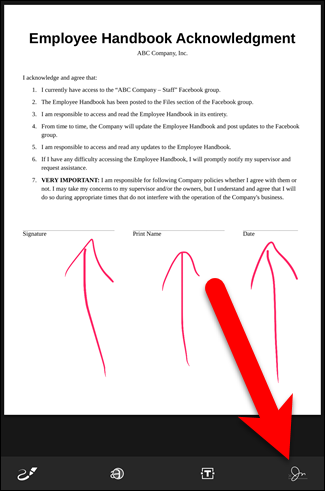 Employee Handbook Acknowledgment
ABC Company, Inc.
I acknowledge and agree that:
1. I currently have access to the “ABC Company – Staff” Facebook group.
2. The Employee Handbook has been posted to the Files section of the Facebook group.
3. I am responsible to access and read the Employee Handbook in its entirety.
4. From time to time, the Company will update the Employee Handbook and post updates to the Facebook
group.
5. I am responsible to access and read any updates to the Employee Handbook.
6. If I have any difficulty accessing the Employee Handbook, I will promptly notify my supervisor and
request assistance.
7. VERY IMPORTANT: I am responsible for following Company policies whether I agree with them or
not. I may take my concerns to my supervisor and/or the owners, but I understand and agree that I will
do so during appropriate times that do not interfere with the operation of the Company's business.
Signature Print Name Date